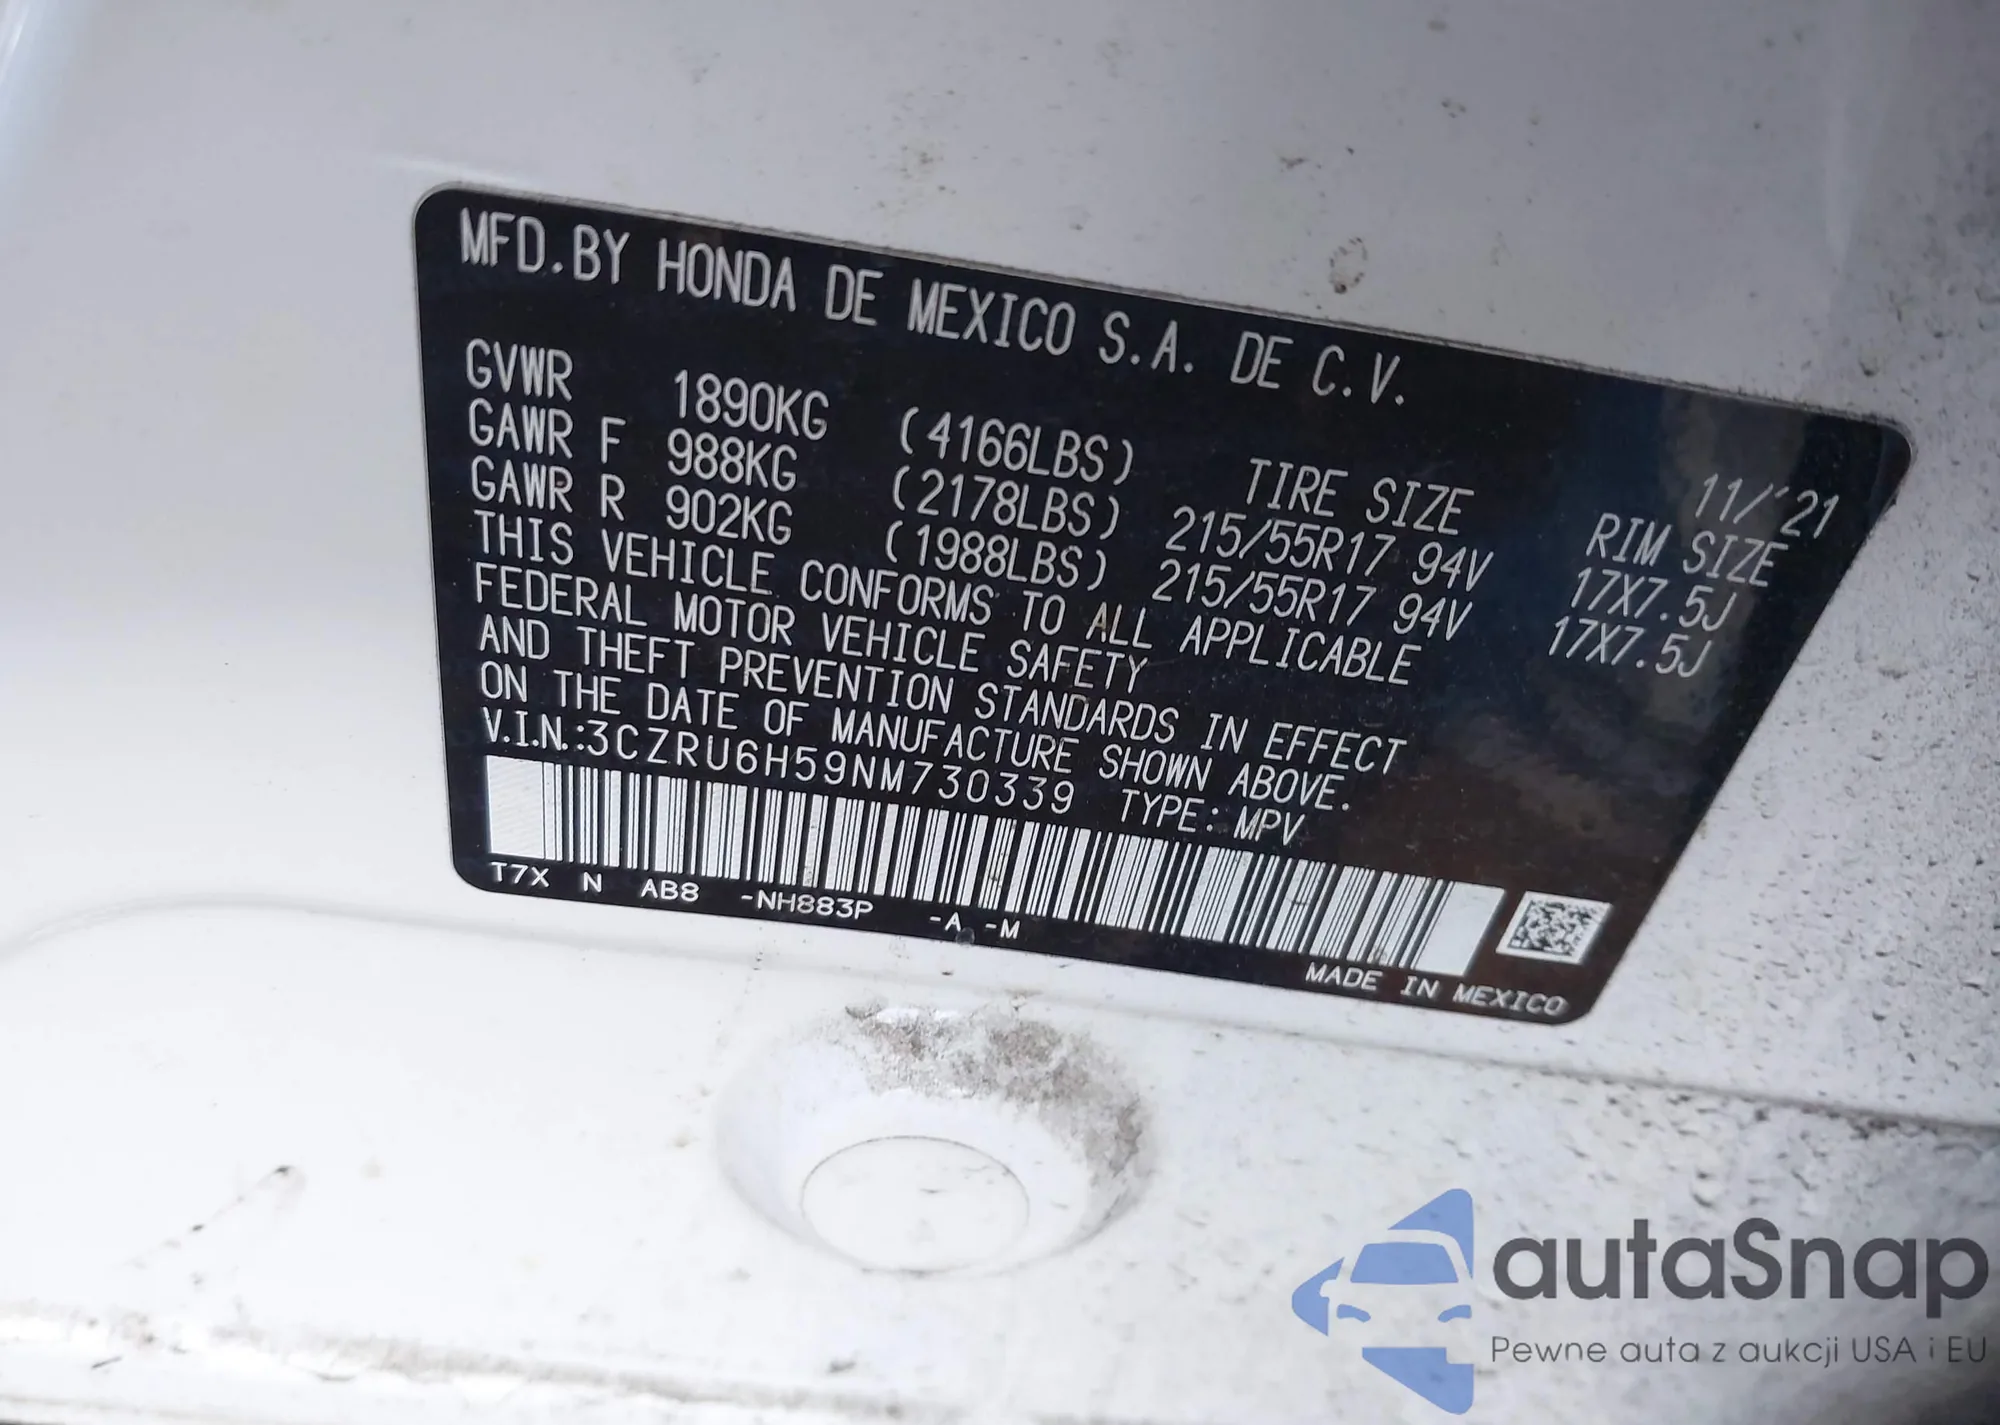 MFD.BY HONDA DE MEXICO S.A. DE C.V.
11/'21
GVWR 1890KG (4166LBS) TIRE SIZE RIM SIZE
GAWR F 988KG (2178LBS) 215/55R17 94V 17X7.5J
GAWR R 902KG (1988LBS) 215/55R17 94V 17X7.5J
THIS VEHICLE CONFORMS TO ALL APPLICABLE
FEDERAL MOTOR VEHICLE SAFETY
AND THEFT PREVENTION STANDARDS IN EFFECT
ON THE DATE OF MANUFACTURE SHOWN ABOVE.
V.I.N.:3CZRU6H59NM730339 TYPE: MPV
T7X N AB8 -NH883P -A -M
MADE IN MEXICO
autaSnap
Pewne auta z aukcji USA i EU